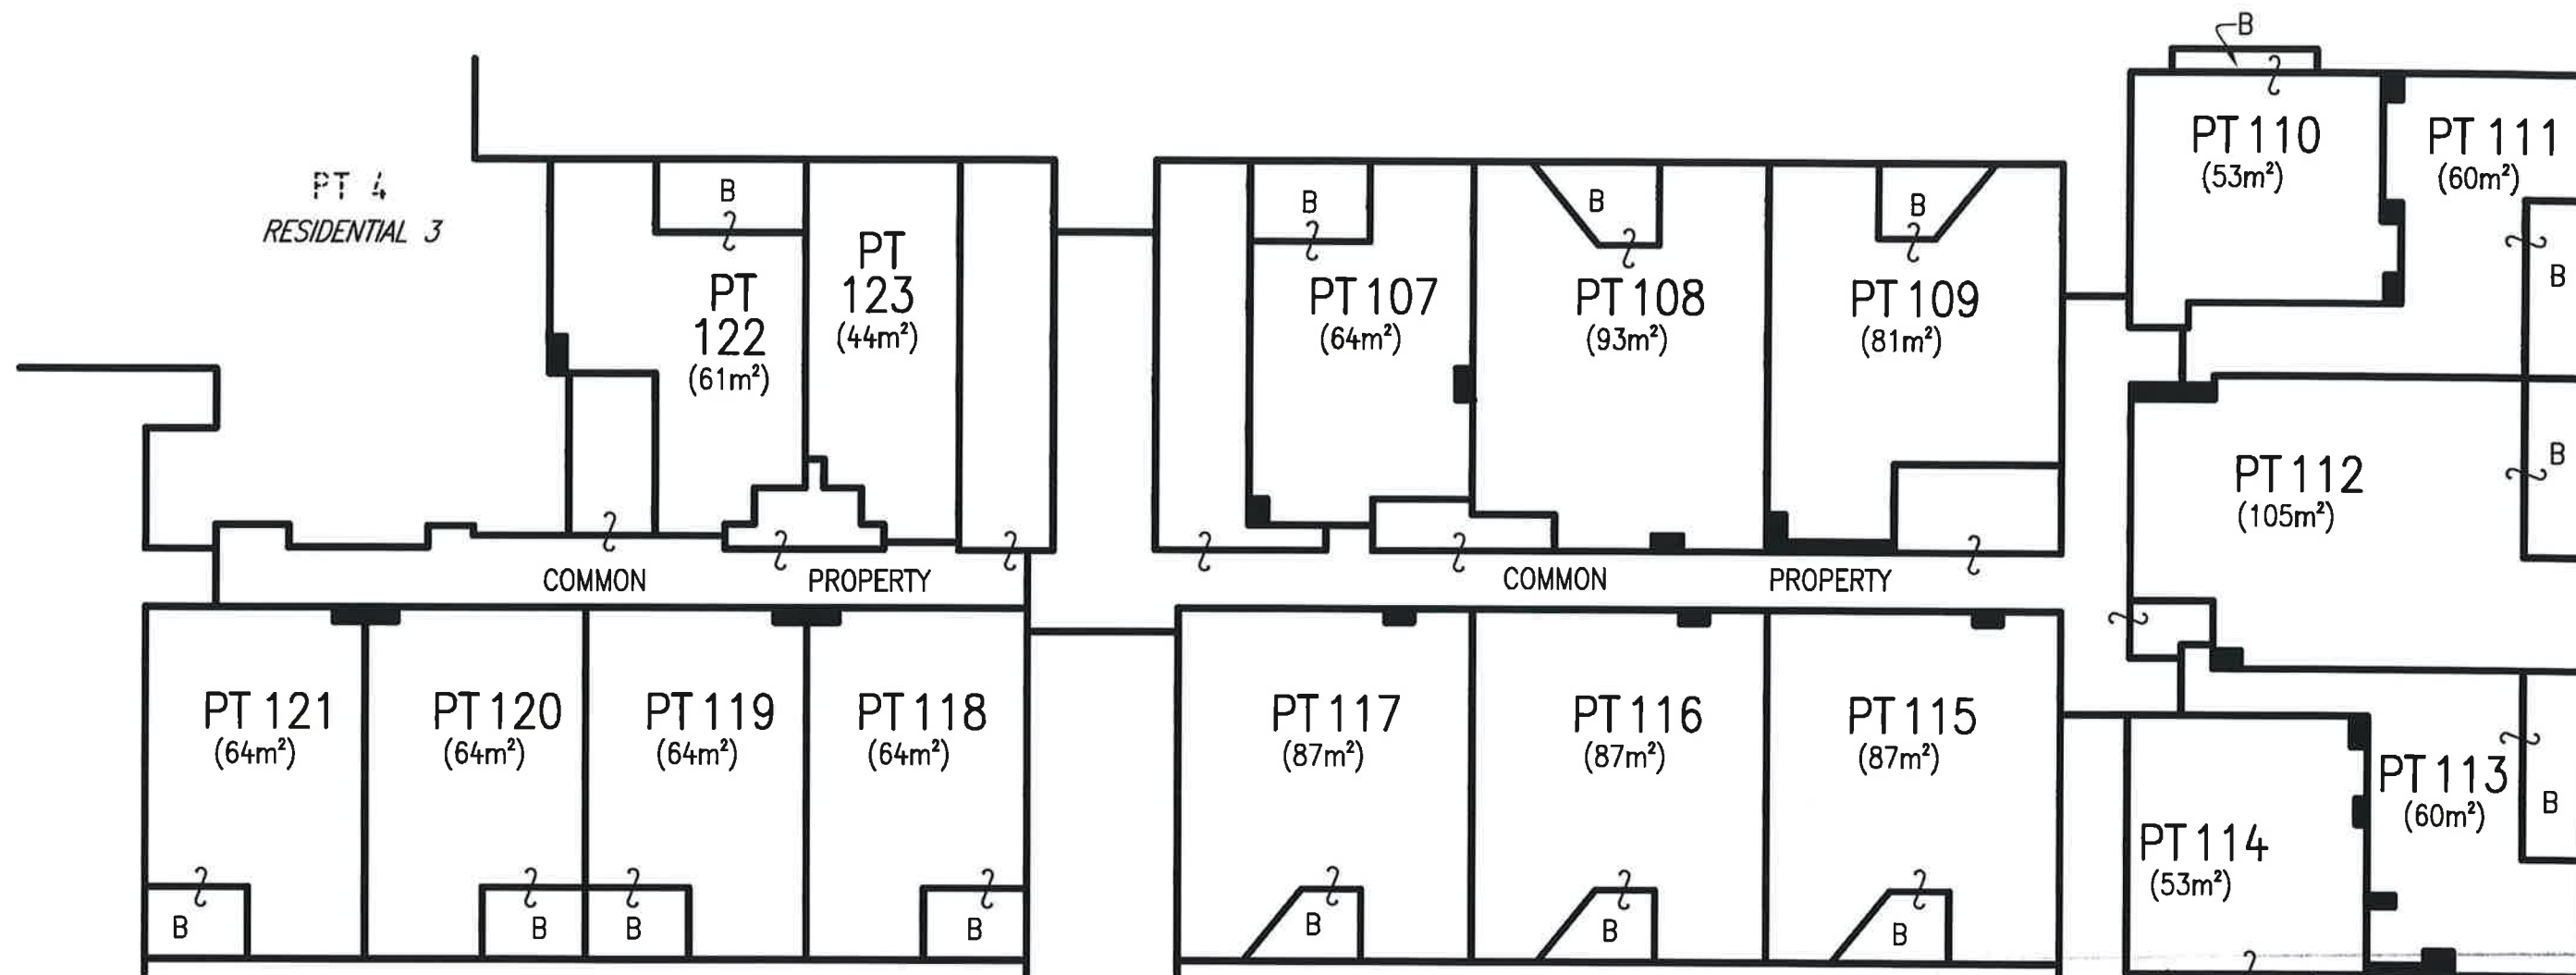 B
PT 110
(53m²)
PT 111
(60m²)
PT 4
RESIDENTIAL 3
B
B
B
B
PT
123
(44m²)
PT
122
(61m²)
PT 107
(64m²)
PT 108
(93m²)
PT 109
(81m²)
B
B
PT 112
(105m²)
COMMON PROPERTY
COMMON PROPERTY
PT 121
(64m²)
PT 120
(64m²)
PT 119
(64m²)
PT 118
(64m²)
PT 117
(87m²)
PT 116
(87m²)
PT 115
(87m²)
PT 113
(60m²)
B
PT 114
(53m²)
B
B
B
B
B
B
B